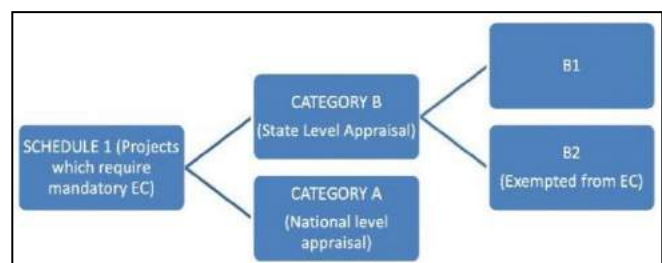 SCHEDULE 1 (Projects
which require
mandatory EC)
CATEGORY B
(State Level Appraisal)
CATEGORY A
(National level
appraisal)
B1
B2
(Exempted from EC)